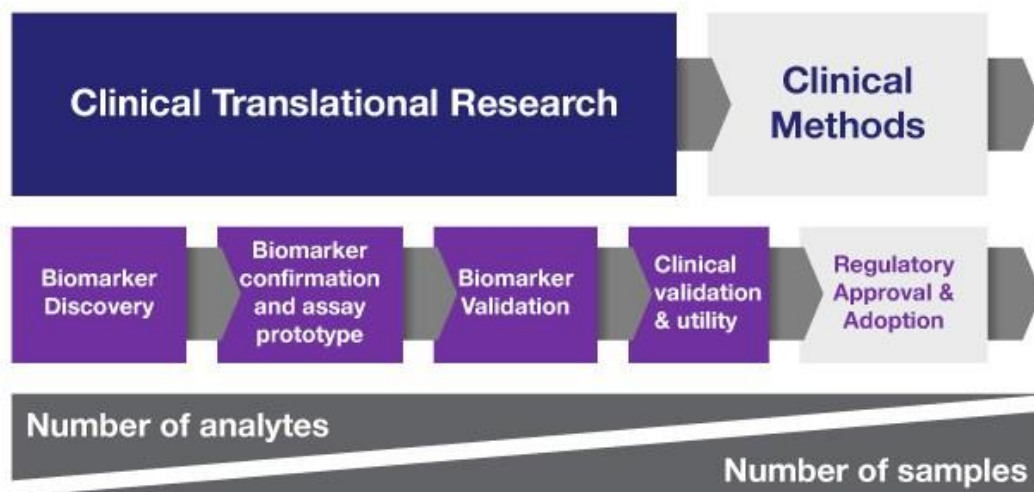 Clinical Translational Research
Clinical
Methods
Biomarker
Discovery
Biomarker
confirmation
and assay
prototype
Biomarker
Validation
Clinical
validation
& utility
Regulatory
Approval &
Adoption
Number of analytes
Number of samples